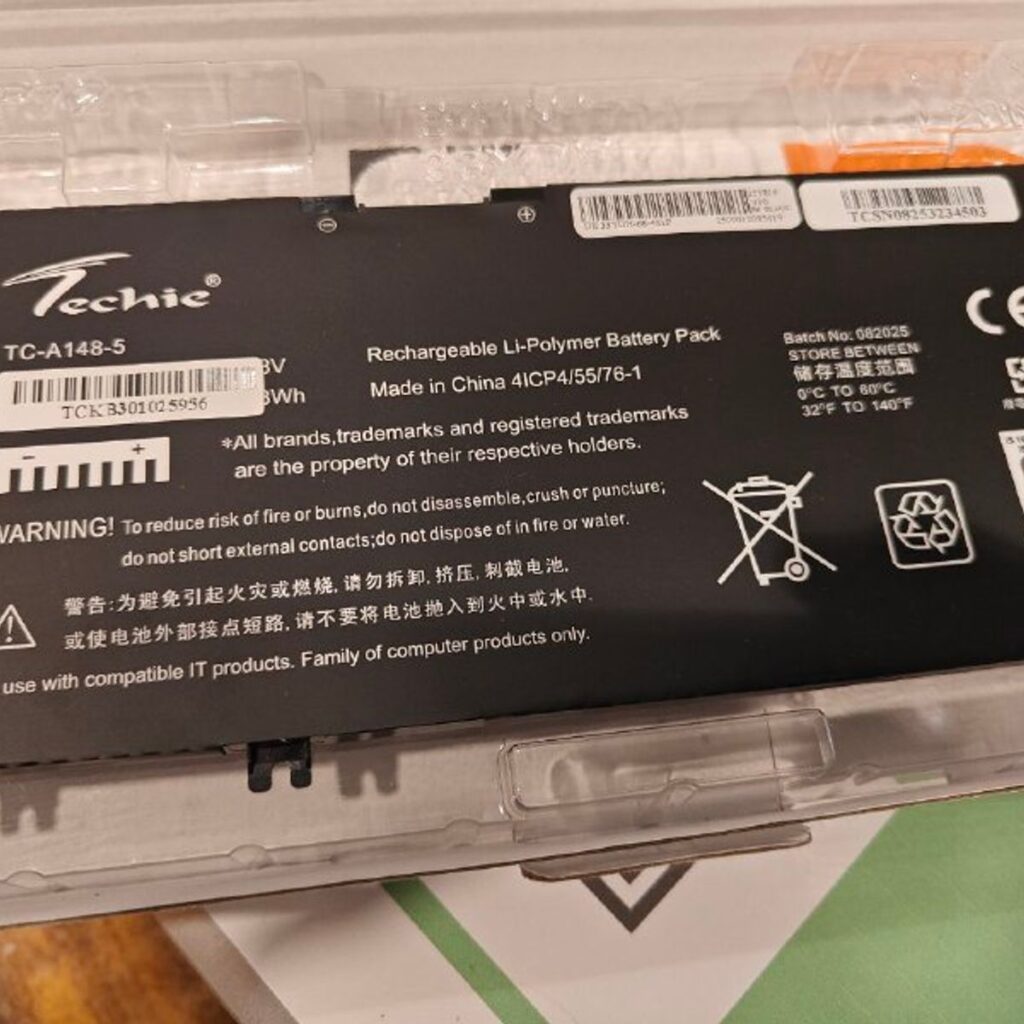 Techie®
TC-A148-5
TCKB301025956
Rechargeable Li-Polymer Battery Pack
Made in China 4ICP4/55/76-1
*All brands,trademarks and registered trademarks
are the property of their respective holders.
WARNING! To reduce risk of fire or burns,do not disassemble,crush or puncture;
do not short external contacts;do not dispose of in fire or water.
警告:为避免引起火灾或燃烧,请勿拆卸,挤压,刺截电池,
或使电池外部接点短路,请不要将电池抛入到火中或水中.
use with compatible IT products. Family of computer products only.
TCSN08253234503
Batch No: 082025
STORE BETWEEN
储存温度范围
0°C TO 60°C
32°F TO 140°F
CE